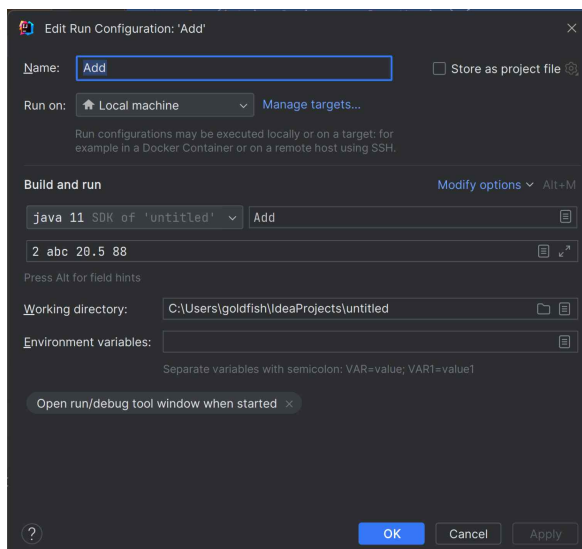 Edit Run Configuration: 'Add'
Name: Add Store as project file
Run on: Local machine Manage targets...
Run configurations may be executed locally or on a target: for
example in a Docker Container or on a remote host using SSH.
Build and run Modify options Alt+M
java 11 SDK of 'untitled' Add
2 abc 20.5 88
Press Alt for field hints
Working directory: C:\Users\goldfish\IdeaProjects\untitled
Environment variables:
Separate variables with semicolon: VAR=value; VAR1=value1
Open run/debug tool window when started ×
? OK Cancel Apply